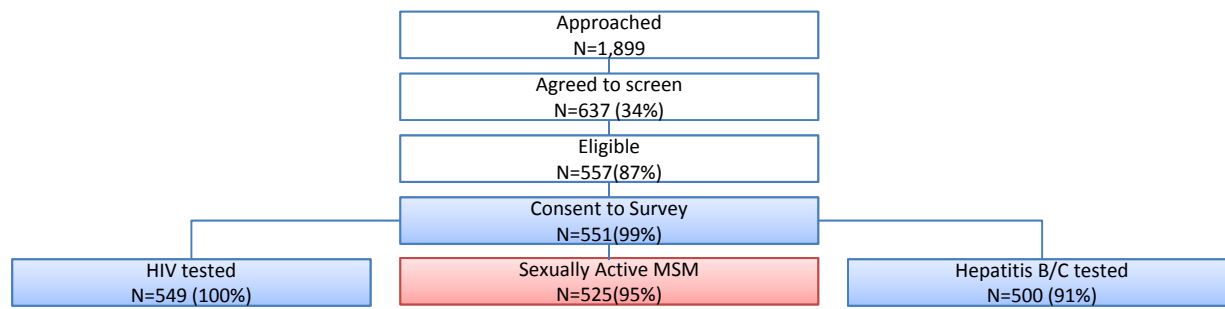 Approached
N=1,899
Agreed to screen
N=637 (34%)
Eligible
N=557(87%)
Consent to Survey
N=551(99%)
HIV tested
N=549 (100%)
Sexually Active MSM
N=525(95%)
Hepatitis B/C tested
N=500 (91%)